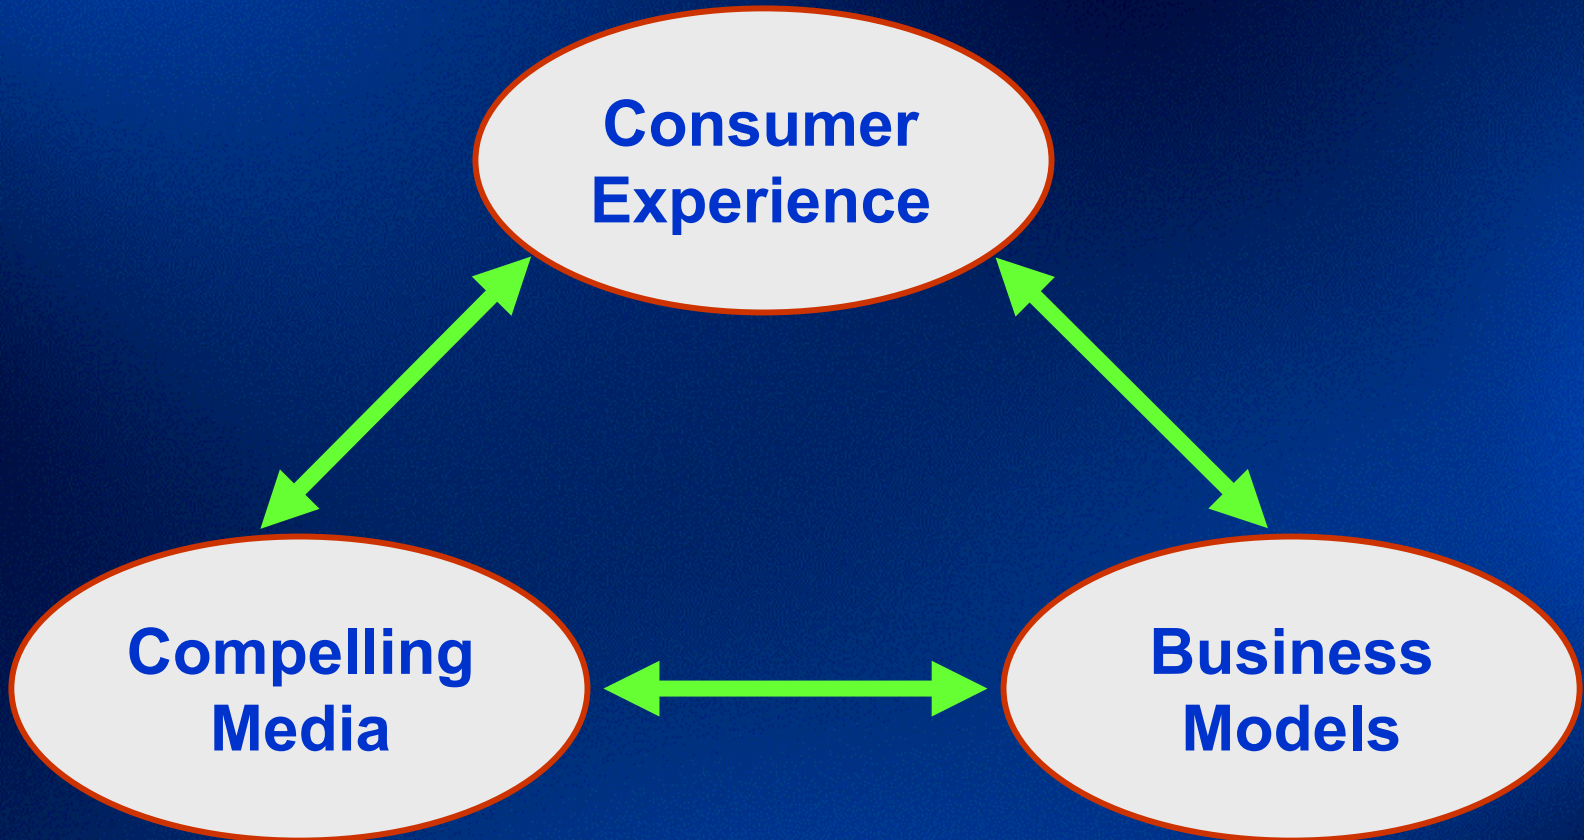 Consumer
Experience
Compelling
Media
Business
Models